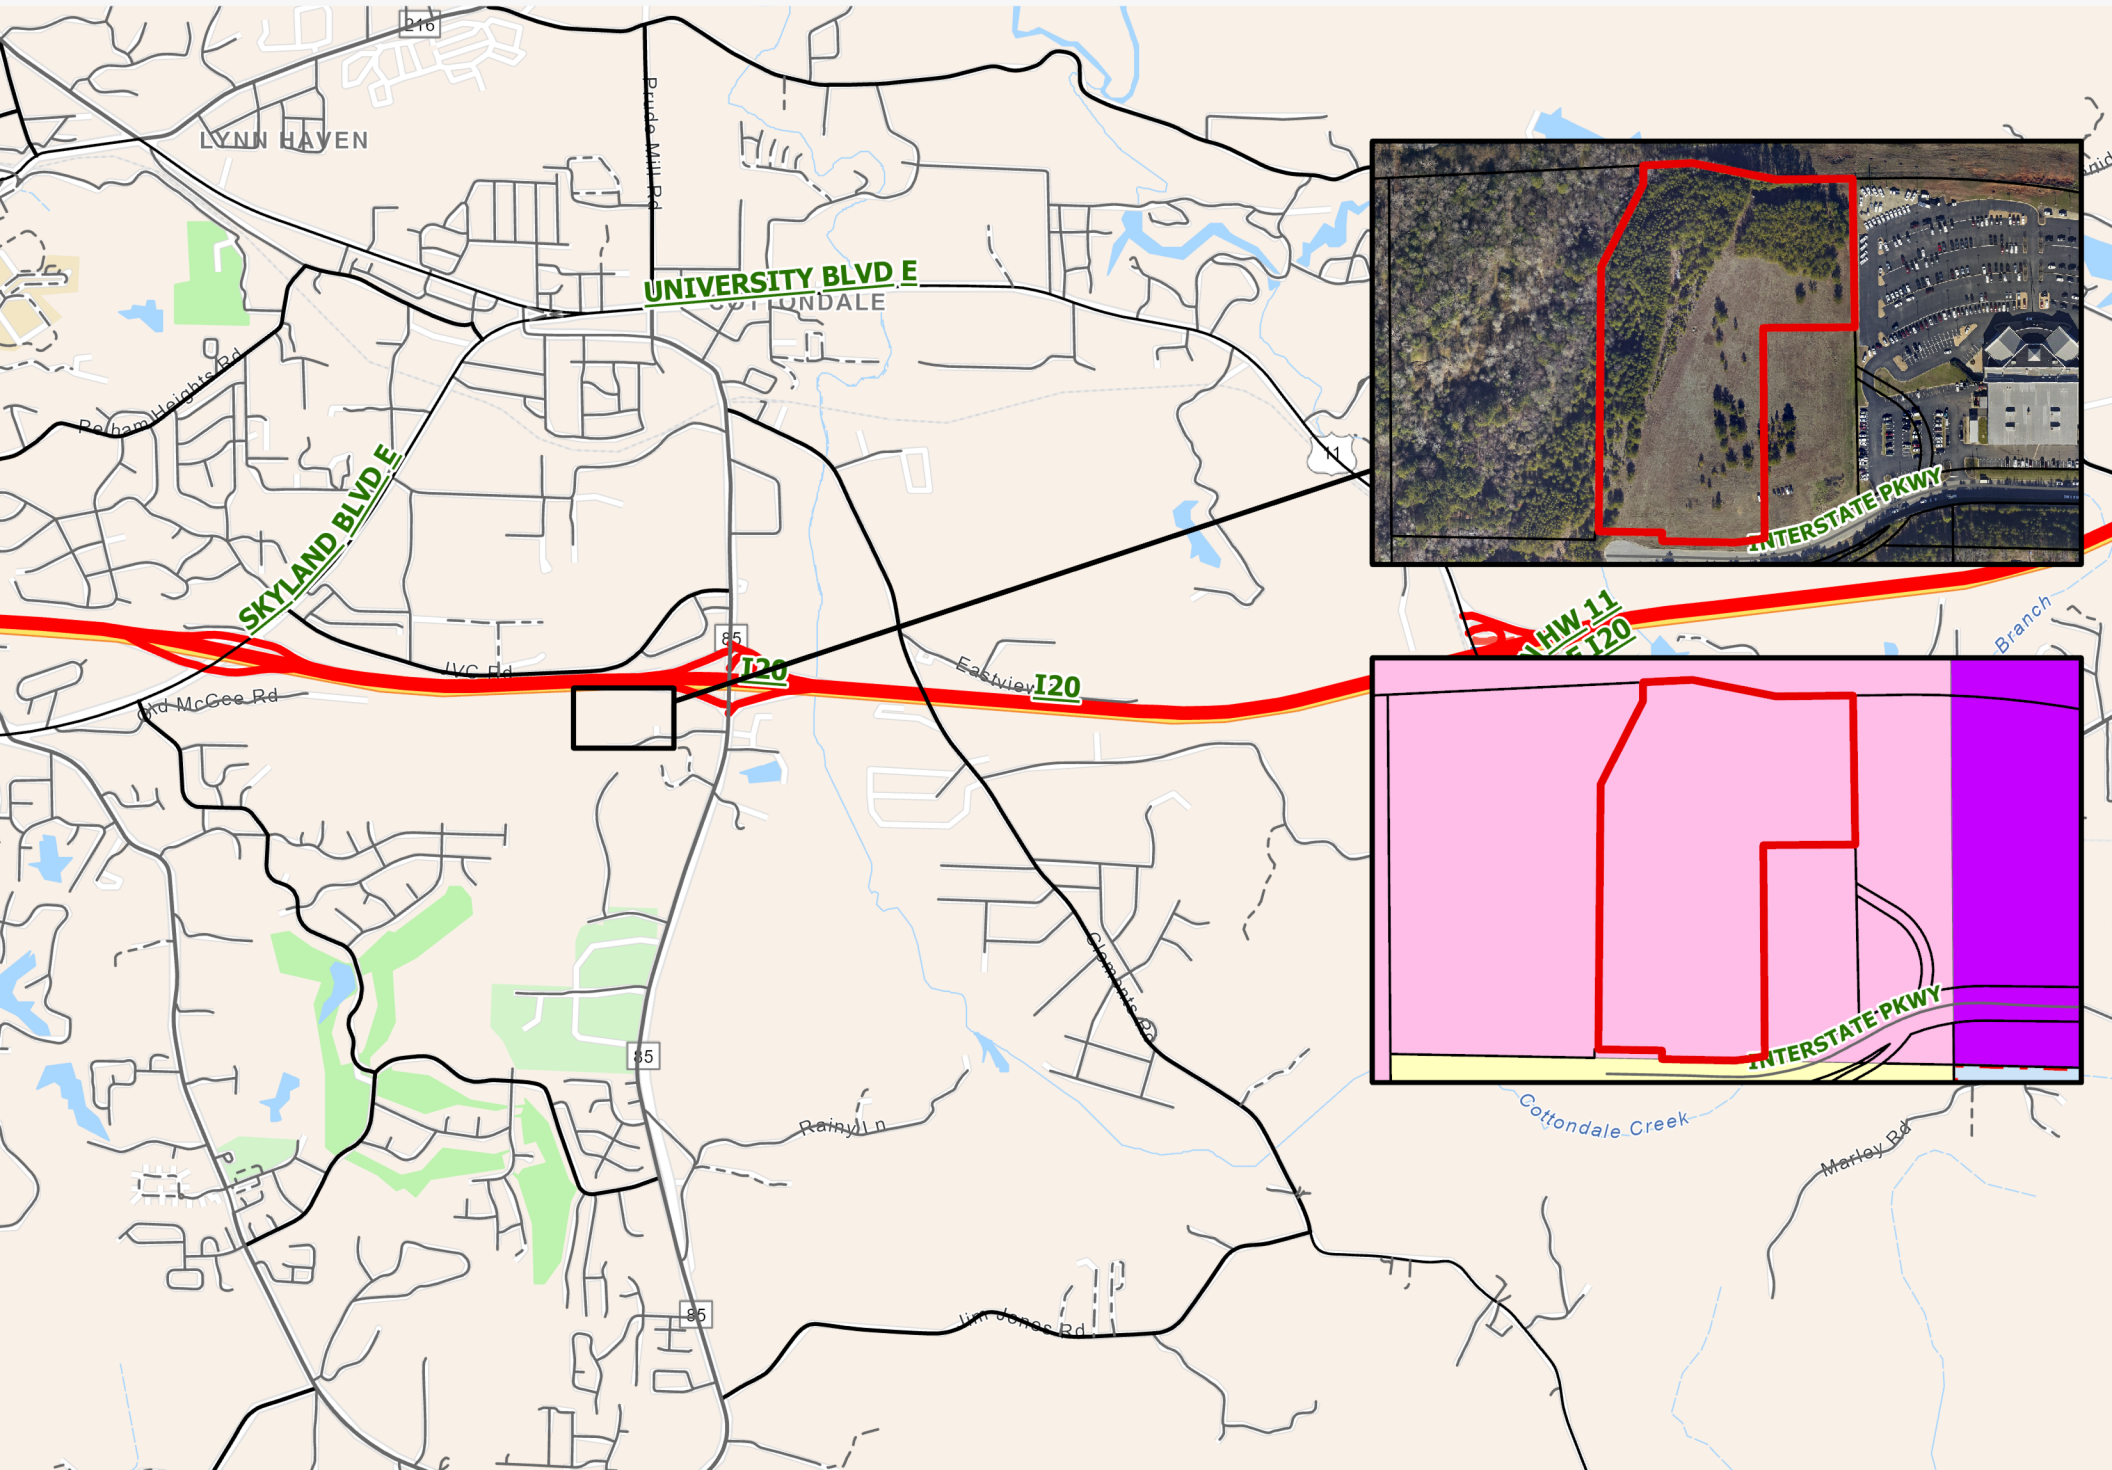 216
Prude Mill Rd
LYNN HAVEN
UNIVERSITY BLVD E
COTTONDALE
Pelham Heights Rd
SKYLAND BLVD E
11
INTERSTATE PKWY
85
JVC Rd
I20
Eastview
I20
N HW 11
E I20
Branch
Old McGee Rd
Clements Rd
INTERSTATE PKWY
85
Rainy Ln
Cottondale Creek
Marley Rd
85
Jim Jones Rd